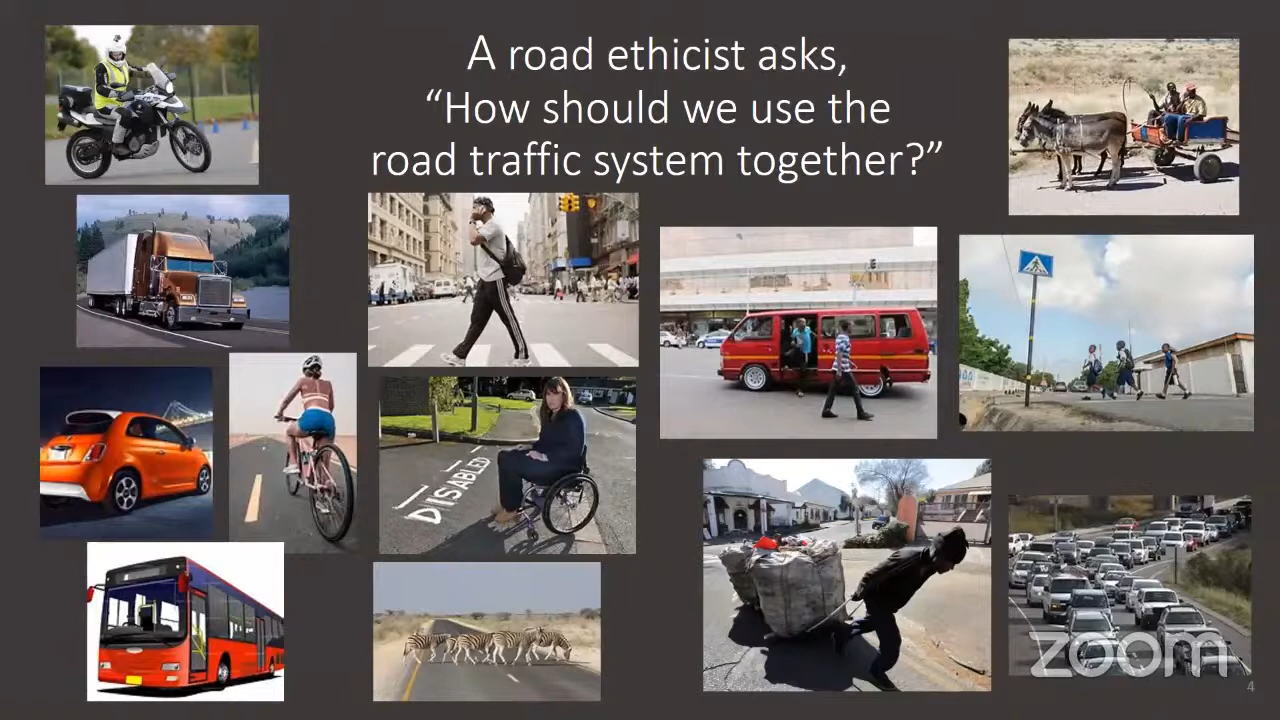 A road ethicist asks,
“How should we use the
road traffic system together?”
DISABLED
zoom
4